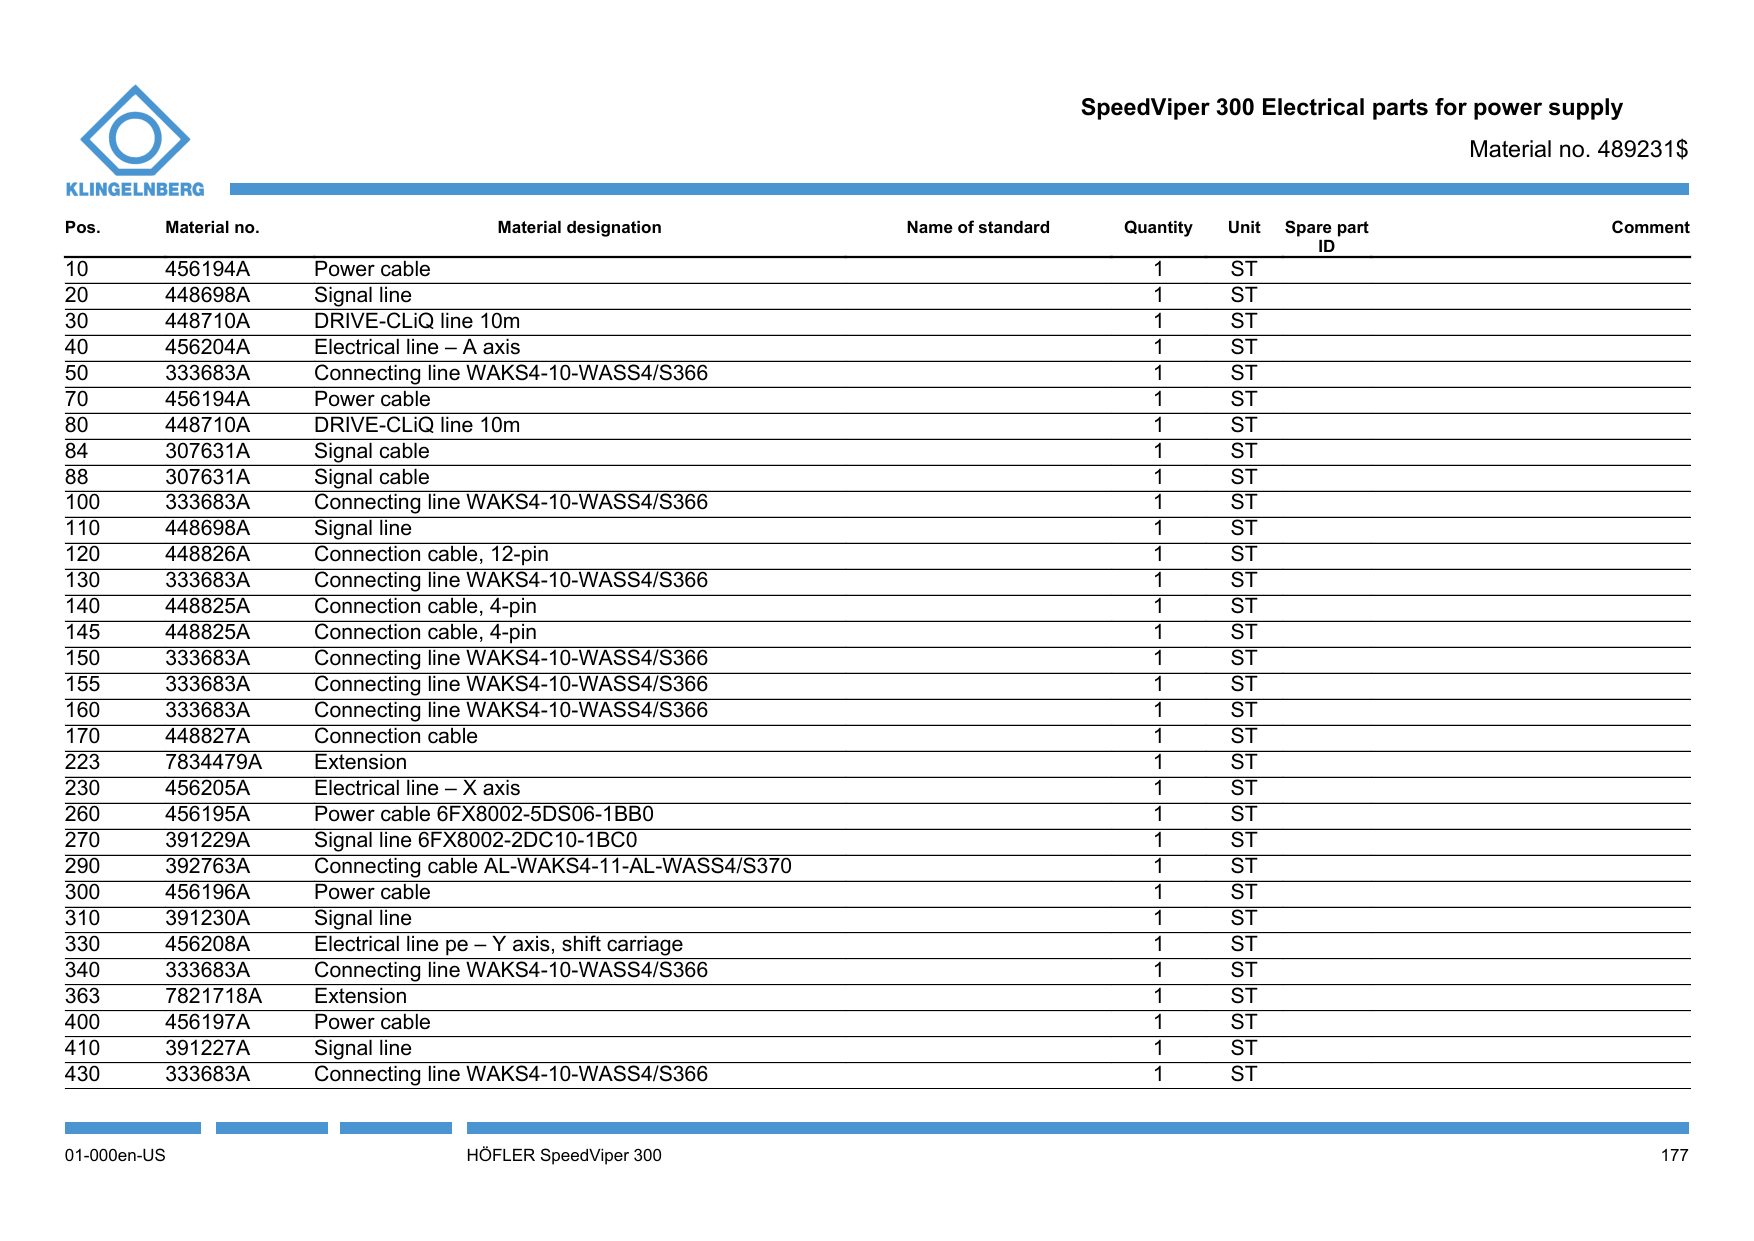 KLINGELNBERG
SpeedViper 300 Electrical parts for power supply
Material no. 489231$
Pos. Material no. Material designation Name of standard Quantity Unit Spare part ID Comment
10 456194A Power cable 1 ST
20 448698A Signal line 1 ST
30 448710A DRIVE-CLiQ line 10m 1 ST
40 456204A Electrical line – A axis 1 ST
50 333683A Connecting line WAKS4-10-WASS4/S366 1 ST
70 456194A Power cable 1 ST
80 448710A DRIVE-CLiQ line 10m 1 ST
84 307631A Signal cable 1 ST
88 307631A Signal cable 1 ST
100 333683A Connecting line WAKS4-10-WASS4/S366 1 ST
110 448698A Signal line 1 ST
120 448826A Connection cable, 12-pin 1 ST
130 333683A Connecting line WAKS4-10-WASS4/S366 1 ST
140 448825A Connection cable, 4-pin 1 ST
145 448825A Connection cable, 4-pin 1 ST
150 333683A Connecting line WAKS4-10-WASS4/S366 1 ST
155 333683A Connecting line WAKS4-10-WASS4/S366 1 ST
160 333683A Connecting line WAKS4-10-WASS4/S366 1 ST
170 448827A Connection cable 1 ST
223 7834479A Extension 1 ST
230 456205A Electrical line – X axis 1 ST
260 456195A Power cable 6FX8002-5DS06-1BB0 1 ST
270 391229A Signal line 6FX8002-2DC10-1BC0 1 ST
290 392763A Connecting cable AL-WAKS4-11-AL-WASS4/S370 1 ST
300 456196A Power cable 1 ST
310 391230A Signal line 1 ST
330 456208A Electrical line pe – Y axis, shift carriage 1 ST
340 333683A Connecting line WAKS4-10-WASS4/S366 1 ST
363 7821718A Extension 1 ST
400 456197A Power cable 1 ST
410 391227A Signal line 1 ST
430 333683A Connecting line WAKS4-10-WASS4/S366 1 ST
01-000en-US HÖFLER SpeedViper 300 177